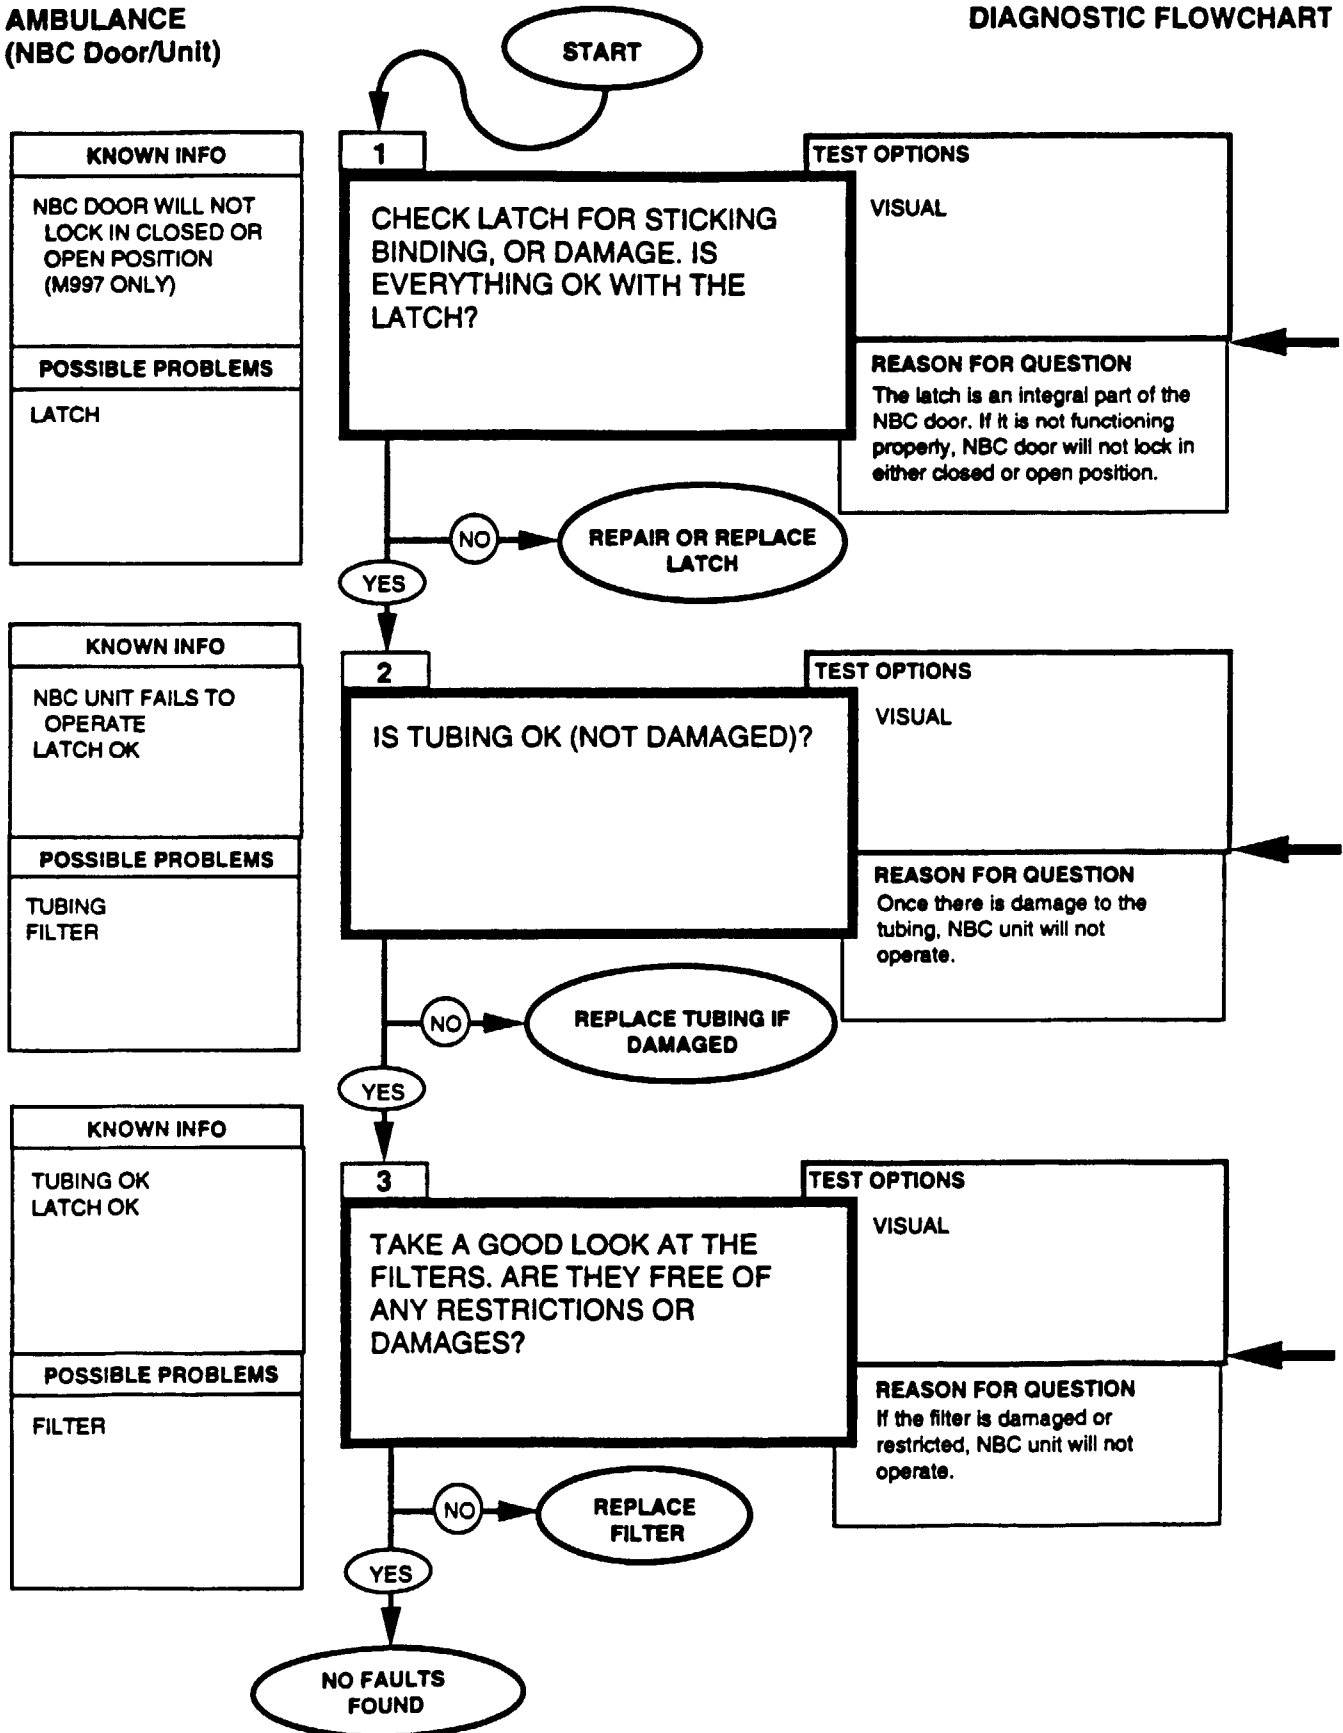 AMBULANCE
(NBC Door/Unit)
DIAGNOSTIC FLOWCHART
START
KNOWN INFO
NBC DOOR WILL NOT
LOCK IN CLOSED OR
OPEN POSITION
(M997 ONLY)
POSSIBLE PROBLEMS
LATCH
1
CHECK LATCH FOR STICKING
BINDING, OR DAMAGE. IS
EVERYTHING OK WITH THE
LATCH?
TEST OPTIONS
VISUAL
REASON FOR QUESTION
The latch is an integral part of the
NBC door. If it is not functioning
properly, NBC door will not lock in
either closed or open position.
NO
REPAIR OR REPLACE
LATCH
YES
KNOWN INFO
NBC UNIT FAILS TO
OPERATE
LATCH OK
POSSIBLE PROBLEMS
TUBING
FILTER
2
IS TUBING OK (NOT DAMAGED)?
TEST OPTIONS
VISUAL
REASON FOR QUESTION
Once there is damage to the
tubing, NBC unit will not
operate.
NO
REPLACE TUBING IF
DAMAGED
YES
KNOWN INFO
TUBING OK
LATCH OK
POSSIBLE PROBLEMS
FILTER
3
TAKE A GOOD LOOK AT THE
FILTERS. ARE THEY FREE OF
ANY RESTRICTIONS OR
DAMAGES?
TEST OPTIONS
VISUAL
REASON FOR QUESTION
If the filter is damaged or
restricted, NBC unit will not
operate.
NO
REPLACE
FILTER
YES
NO FAULTS
FOUND